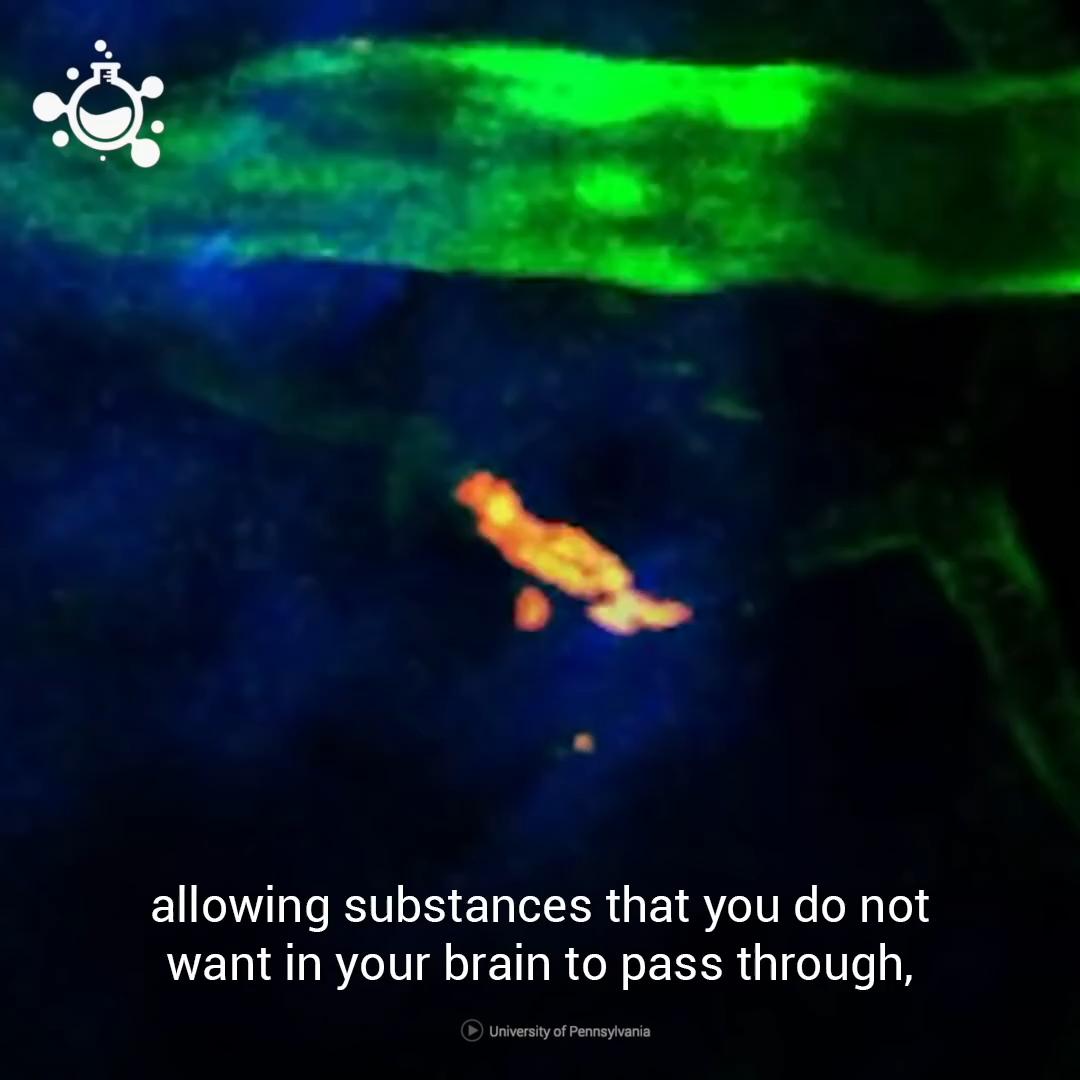 allowing substances that you do not
want in your brain to pass through,
University of Pennsylvania